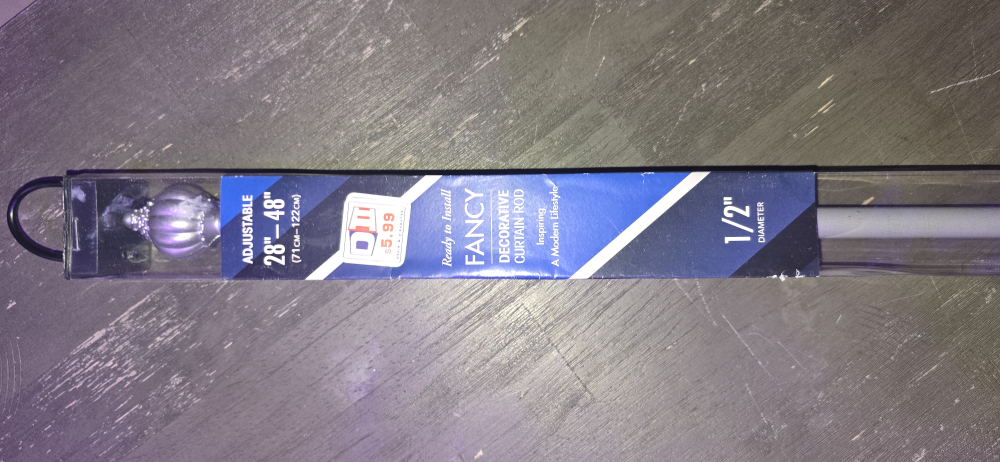 ADJUSTABLE
28" – 48"
(71CM–122CM)
$5.99
Ready to Install
FANCY
DECORATIVE
CURTAIN ROD
Inspiring
A Modern Lifestyle
1/2"
DIAMETER